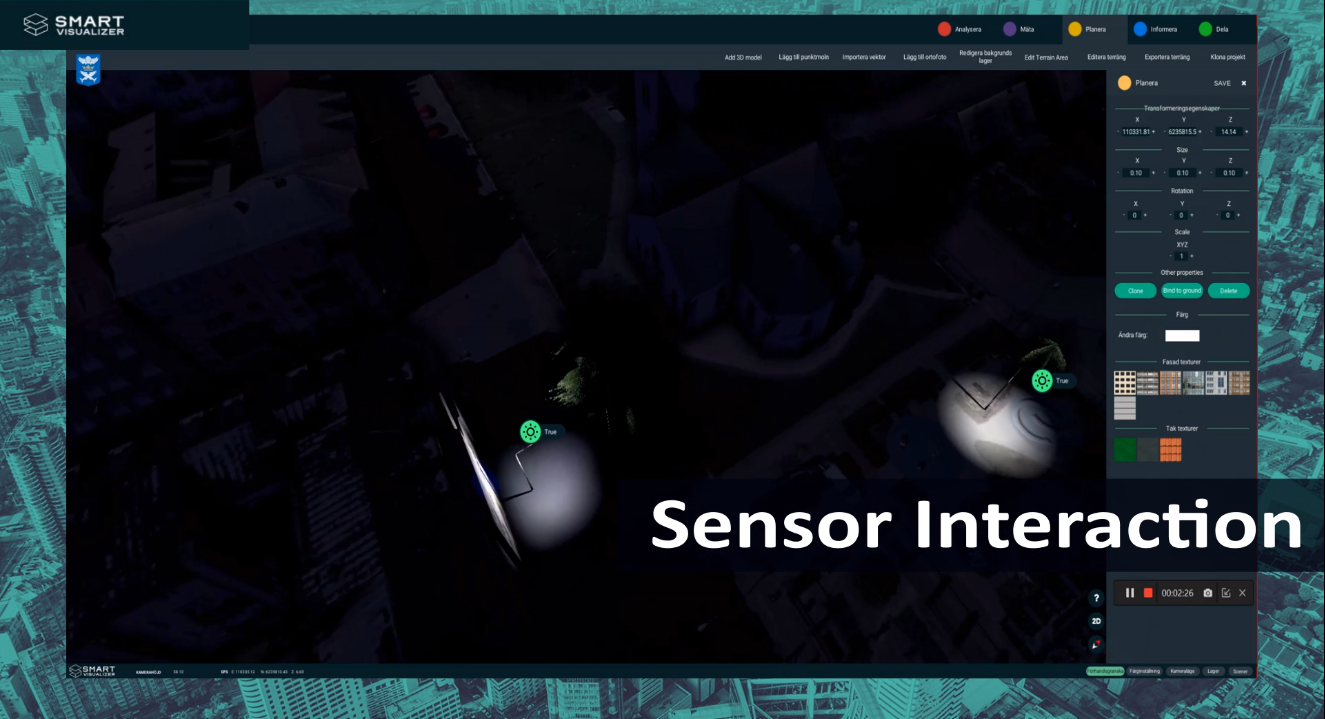 SMART
VISUALIZER
Analysera
Mäta
Planera
Informera
Dela
Add 3D model
Lägg till punktmoln
Importera vektor
Lägg till ortofoto
Redigera bakgrunds
lager
Edit Terrain Area
Editera terräng
Exportera terräng
Klona projekt
Planera
SAVE ×
Transformeringsegenskaper
X Y Z
- 110331.81 + - 6235815.5 + - 14.14 +
Size
X Y Z
- 0.10 + - 0.10 + - 0.10 +
Rotation
X Y Z
- 0 + - 0 + - 0 +
Scale
XYZ
- 1 +
Other properties
Clone Bind to ground Delete
Färg
Ändra färg:
Fasad texturer
Tak texturer
True
True
Sensor Interaction
00:02:26
?
2D
SMART
VISUALIZER
KAMERAHÖJD
GPS
Färginställning
Kameraläge
Lager
Scener